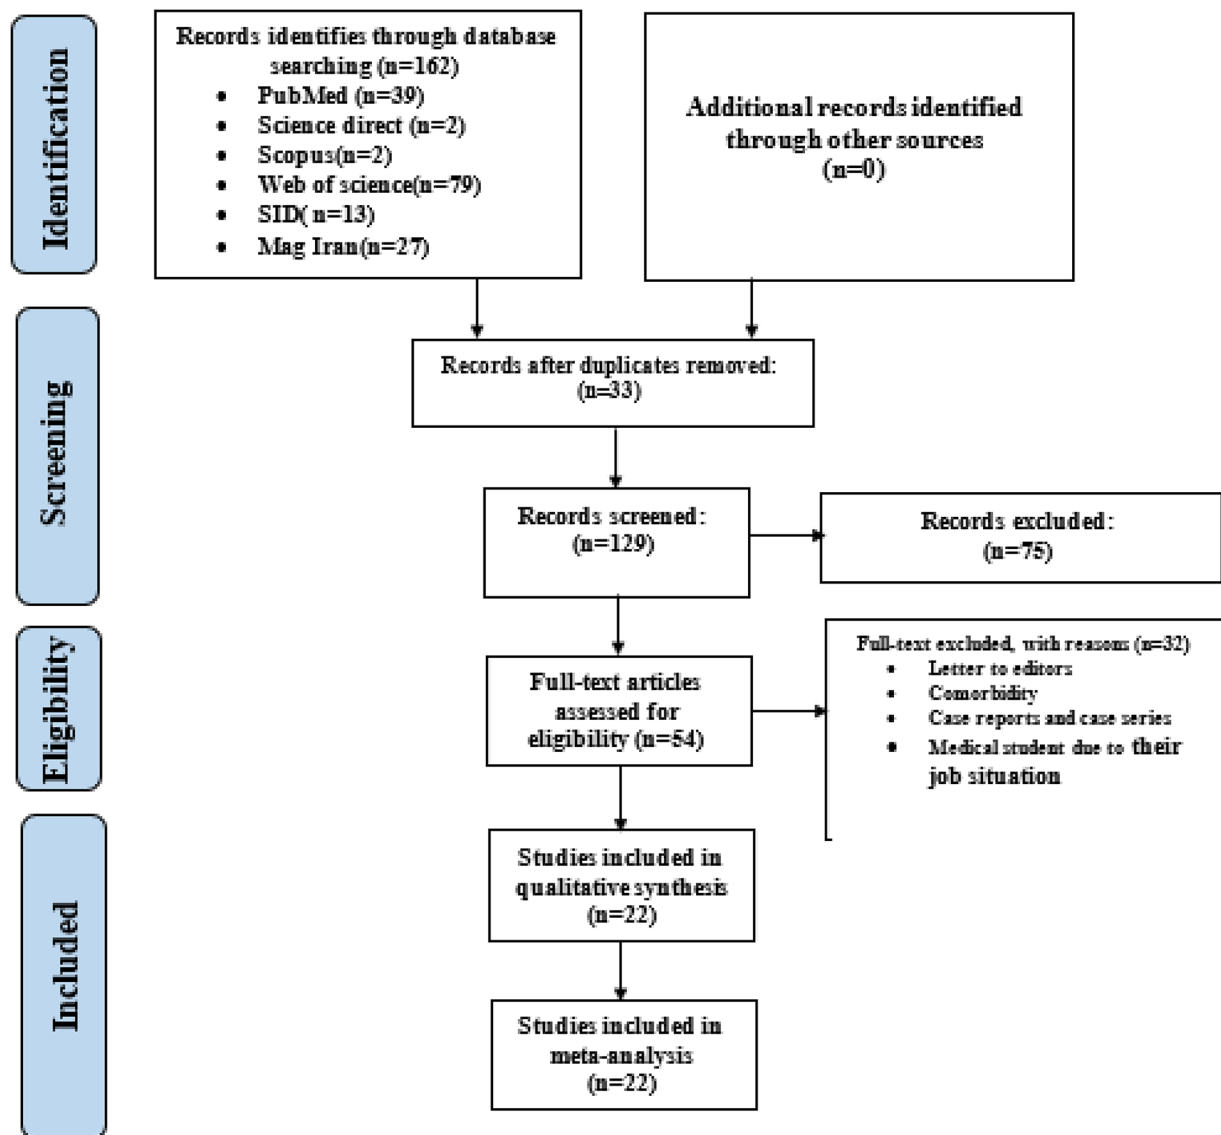 Identification
Records identifies through database
searching (n=162)
• PubMed (n=39)
• Science direct (n=2)
• Scopus(n=2)
• Web of science(n=79)
• SID( n=13)
• Mag Iran(n=27)
Additional records identified
through other sources
(n=0)
Screening
Records after duplicates removed:
(n=33)
Records screened:
(n=129)
Records excluded:
(n=75)
Eligibility
Full-text articles
assessed for
eligibility (n=54)
Full-text excluded, with reasons (n=32)
• Letter to editors
• Comorbidity
• Case reports and case series
• Medical student due to their
job situation
Included
Studies included in
qualitative synthesis
(n=22)
Studies included in
meta-analysis
(n=22)